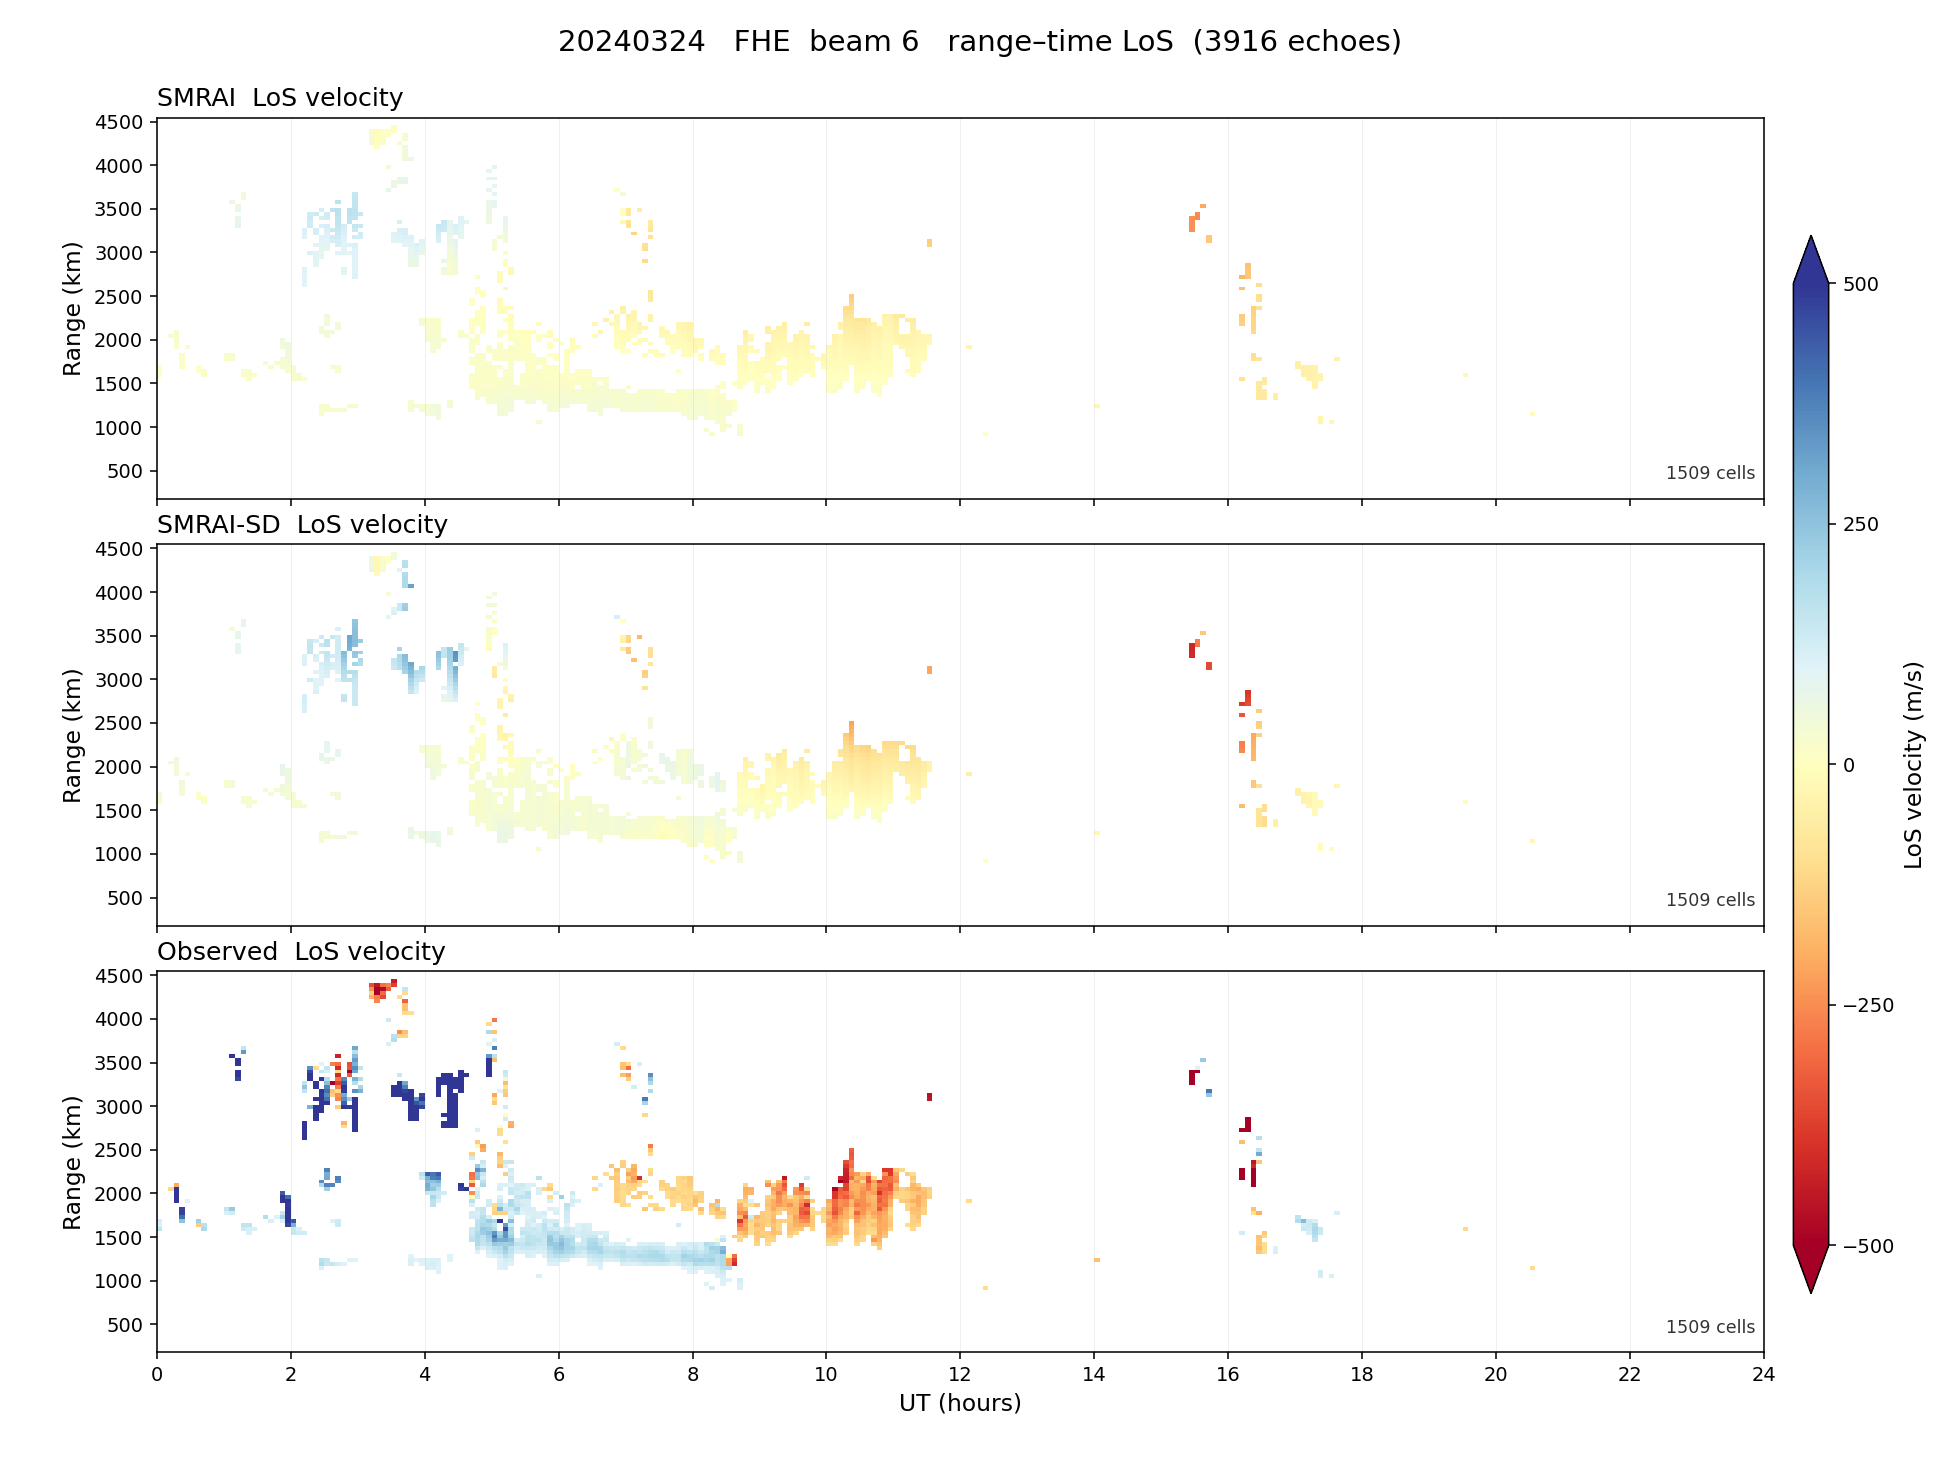 20240324   FHE  beam 6   range–time LoS  (3916 echoes)
SMRAI  LoS velocity
4500
4000
3500
3000
2500
2000
1500
1000
500
Range (km)
1509 cells
SMRAI-SD  LoS velocity
4500
4000
3500
3000
2500
2000
1500
1000
500
Range (km)
1509 cells
Observed  LoS velocity
4500
4000
3500
3000
2500
2000
1500
1000
500
Range (km)
1509 cells
0 2 4 6 8 10 12 14 16 18 20 22 24
UT (hours)
500
250
0
−250
−500
LoS velocity (m/s)